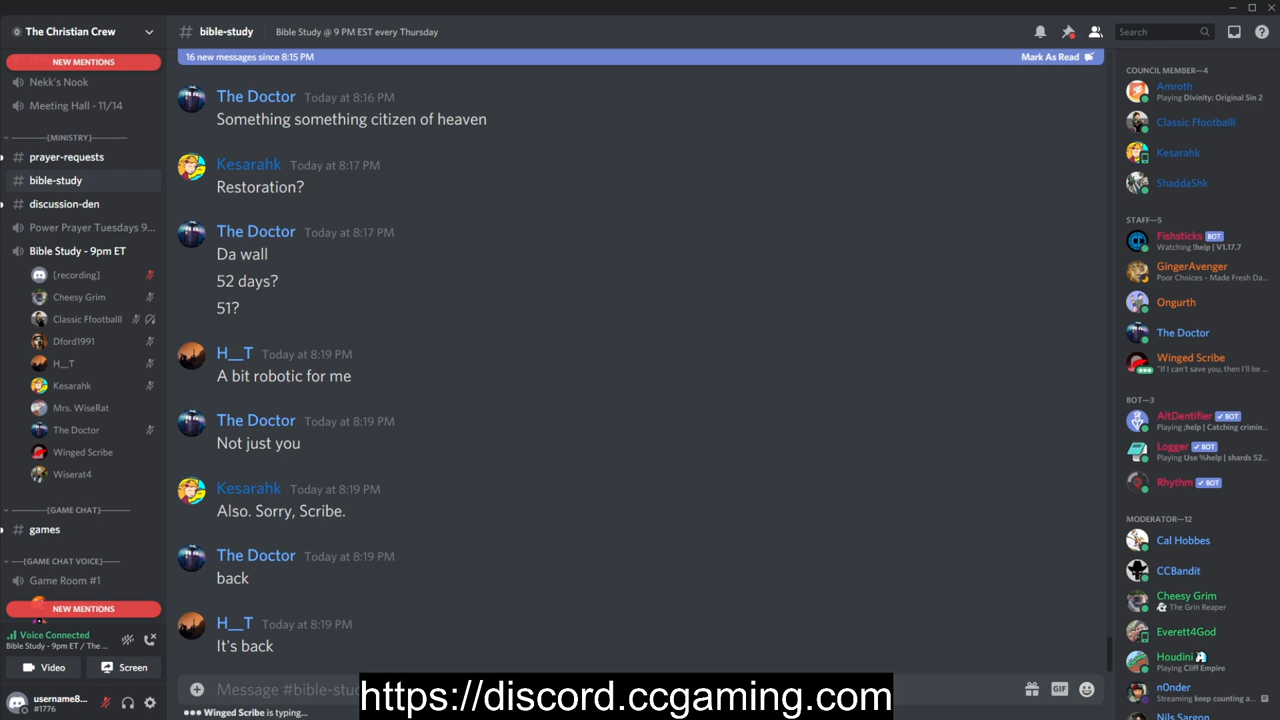 The Christian Crew
NEW MENTIONS
Nekk's Nook
Meeting Hall - 11/14
———[MINISTRY]———
prayer-requests
bible-study
discussion-den
Power Prayer Tuesdays 9...
Bible Study - 9pm ET
[recording]
Cheesy Grim
Classic Ffootballl
Dford1991
H__T
Kesarahk
Mrs. WiseRat
The Doctor
Winged Scribe
Wiserat4
———[GAME CHAT]———
games
——[GAME CHAT VOICE]——
Game Room #1
NEW MENTIONS
Voice Connected
Bible Study - 9pm ET / The ...
Video
Screen
username8...
#1776
# bible-study
Bible Study @ 9 PM EST every Thursday
Search
16 new messages since 8:15 PM
Mark As Read
The Doctor Today at 8:16 PM
Something something citizen of heaven
Kesarahk Today at 8:17 PM
Restoration?
The Doctor Today at 8:17 PM
Da wall
52 days?
51?
H__T Today at 8:19 PM
A bit robotic for me
The Doctor Today at 8:19 PM
Not just you
Kesarahk Today at 8:19 PM
Also. Sorry, Scribe.
The Doctor Today at 8:19 PM
back
H__T Today at 8:19 PM
It's back
Message #bible-stu
GIF
https://discord.ccgaming.com
Winged Scribe is typing...
COUNCIL MEMBER—4
Amroth
Playing Divinity: Original Sin 2
Classic Ffootballl
Kesarahk
ShaddaShk
STAFF—5
Fishsticks BOT
Watching !help | V1.17.7
GingerAvenger
Poor Choices - Made Fresh Da...
Ongurth
The Doctor
Winged Scribe
"If I can't save you, then I'll be ...
BOT—3
AltDentifier BOT
Playing ;help | Catching crimin...
Logger BOT
Playing Use %help | shards 52...
Rhythm BOT
MODERATOR—12
Cal Hobbes
CCBandit
Cheesy Grim
The Grin Reaper
Everett4God
Houdini
Playing Cliff Empire
n0nder
Streaming keep counting a...
Nils Sargon